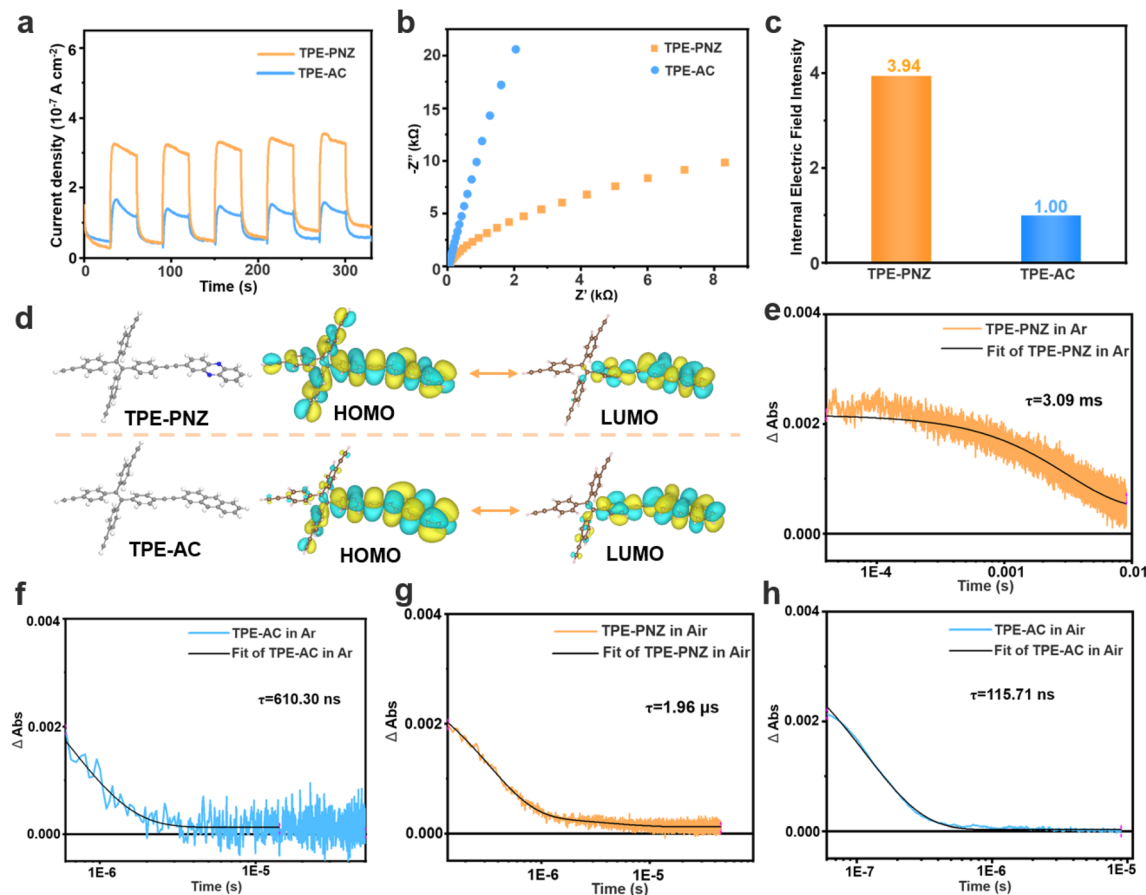 a
Current density (10⁻⁷ A cm⁻²)
6
4
2
0
TPE-PNZ
TPE-AC
0 100 200 300
Time (s)
b
-Z'' (kΩ)
20
15
10
5
0
TPE-PNZ
TPE-AC
0 2 4 6 8
Z' (kΩ)
c
Internal Electric Field Intensity
4
2
0
3.94
1.00
TPE-PNZ TPE-AC
d
TPE-PNZ HOMO LUMO
TPE-AC HOMO LUMO
e
Δ Abs
0.004
0.002
0.000
TPE-PNZ in Ar
Fit of TPE-PNZ in Ar
τ=3.09 ms
1E-4 0.001 0.01
Time (s)
f
Δ Abs
0.004
0.002
0.000
TPE-AC in Ar
Fit of TPE-AC in Ar
τ=610.30 ns
1E-6 1E-5
Time (s)
g
Δ Abs
0.004
0.002
0.000
TPE-PNZ in Air
Fit of TPE-PNZ in Air
τ=1.96 μs
1E-6 1E-5
Time (s)
h
Δ Abs
0.004
0.002
0.000
TPE-AC in Air
Fit of TPE-AC in Air
τ=115.71 ns
1E-7 1E-6 1E-5
Time (s)